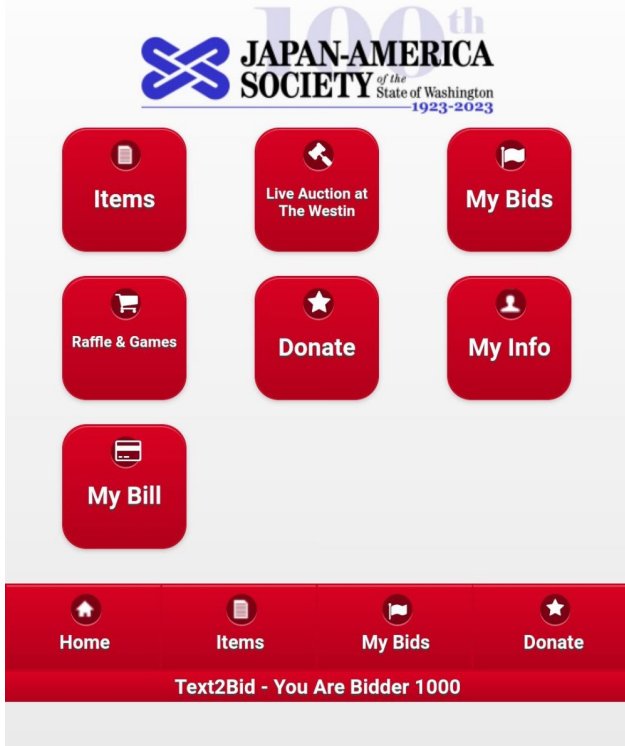 100th
JAPAN-AMERICA
SOCIETY of the State of Washington
1923-2023
Items
Live Auction at
The Westin
My Bids
Raffle & Games
Donate
My Info
My Bill
Home
Items
My Bids
Donate
Text2Bid - You Are Bidder 1000